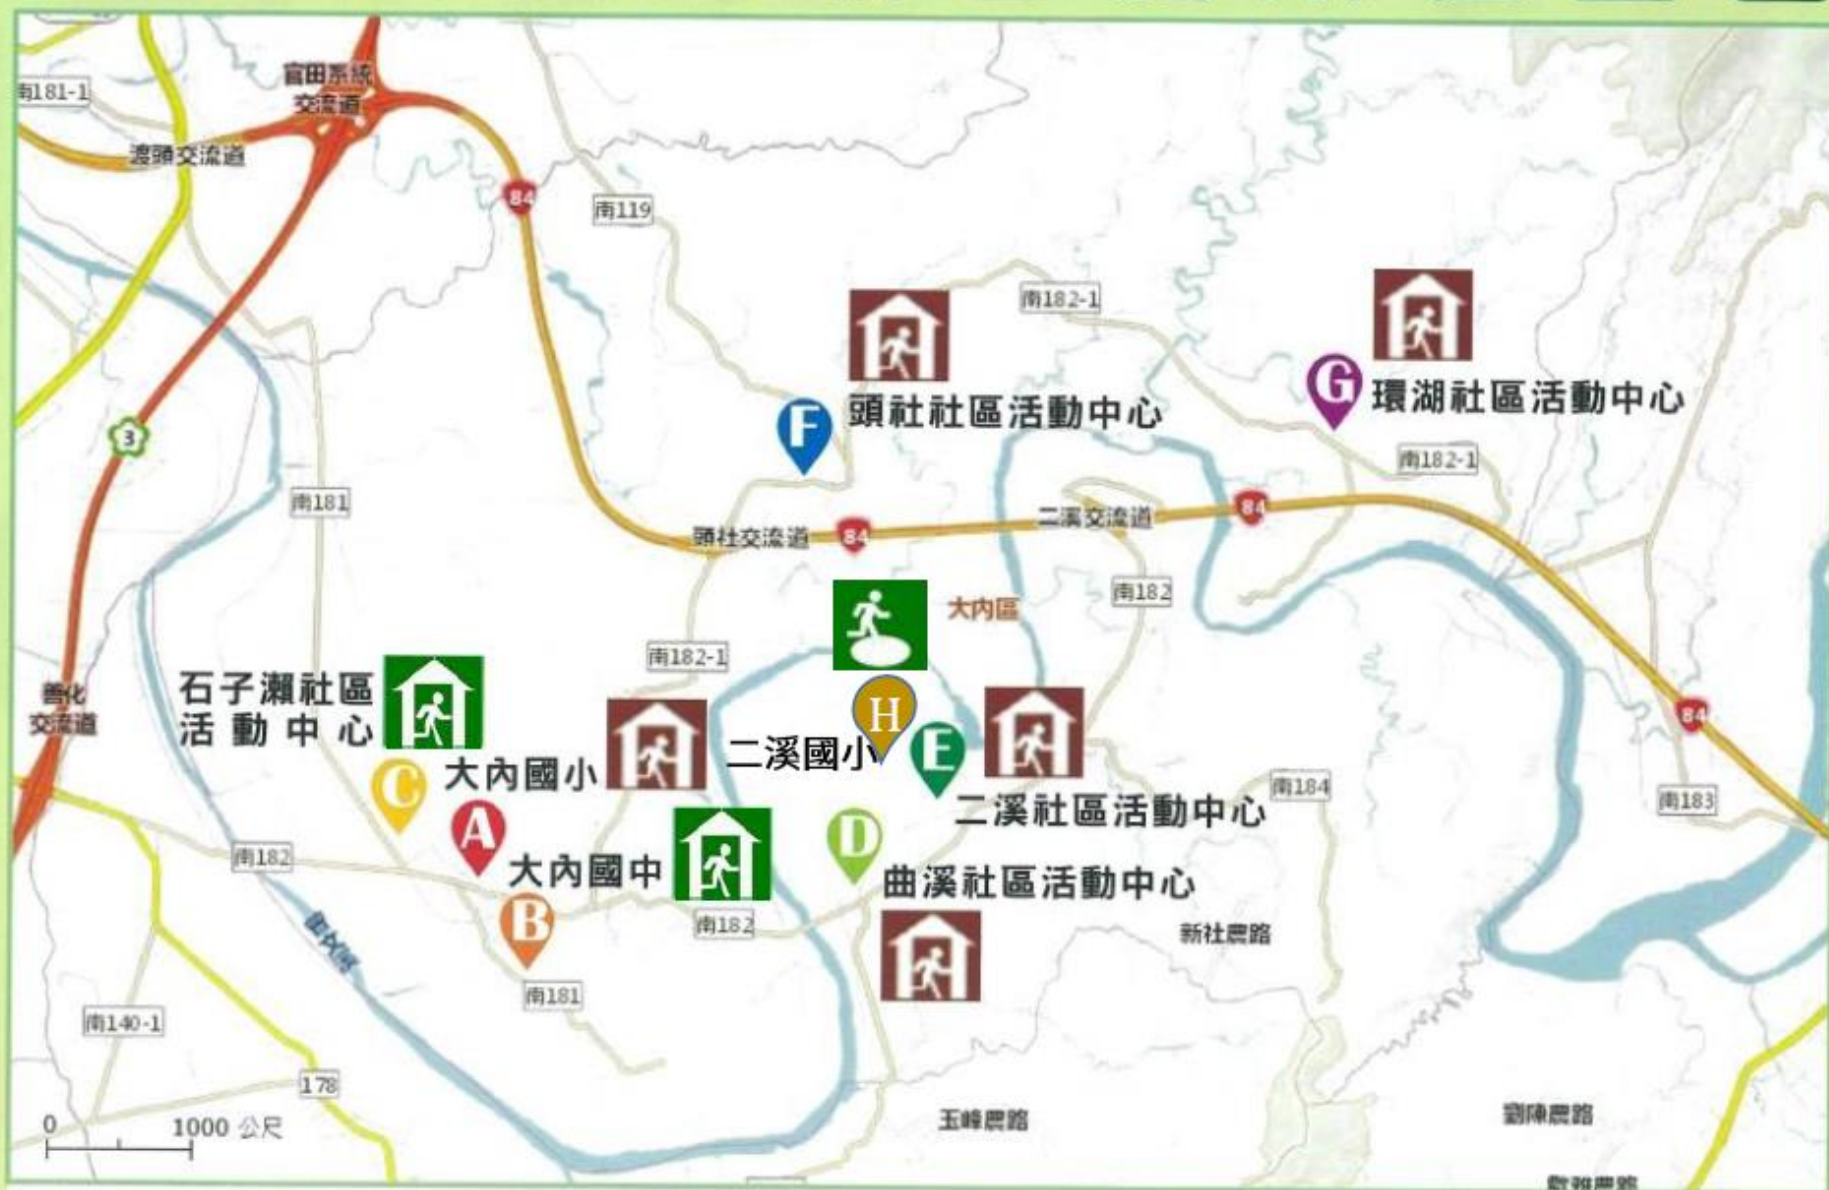 官田系統
交流道
南181-1
渡頭交流道
84
南119
南182-1
G
環湖社區活動中心
F
頭社社區活動中心
3
南182-1
南181
84
頭社交流道
84
二溪交流道
南182
大內區
南182-1
石子瀨社區
活動中心
善化
交流道
H
84
C
大內國小
二溪國小
E
南184
南183
二溪社區活動中心
A
D
南182
大內國中
曲溪社區活動中心
B
南182
新社農路
曾文溪
南181
南140-1
178
0
1000 公尺
玉峰農路
劉陳農路